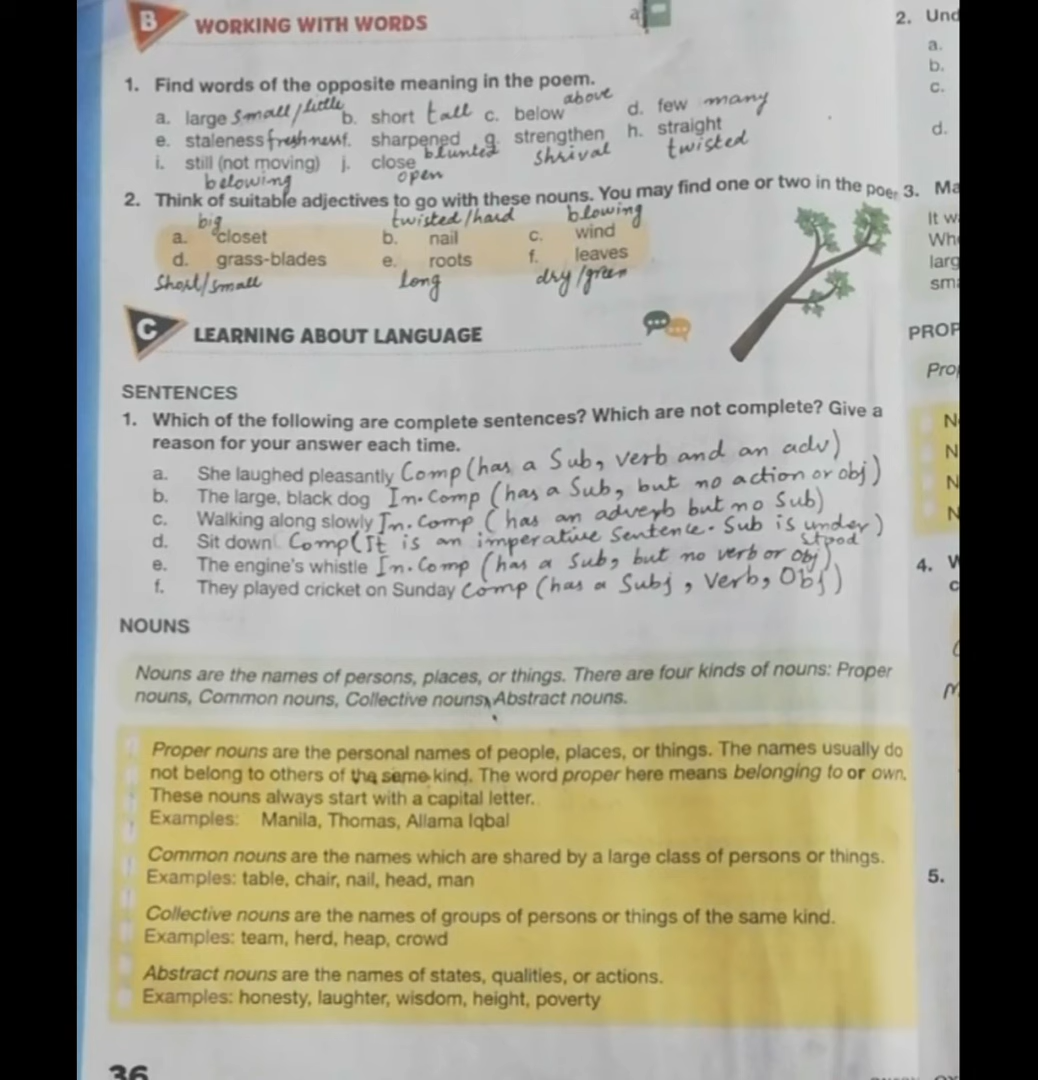 B WORKING WITH WORDS
1. Find words of the opposite meaning in the poem.
a. large small/little b. short tall c. below above d. few many
e. staleness freshness f. sharpened blunted g. strengthen shrival h. straight twisted
i. still (not moving) belowing j. close open
2. Think of suitable adjectives to go with these nouns. You may find one or two in the poe
big twisted/hard blowing
a. closet b. nail c. wind
d. grass-blades e. roots f. leaves
Short/small long dry/green
C LEARNING ABOUT LANGUAGE
SENTENCES
1. Which of the following are complete sentences? Which are not complete? Give a
reason for your answer each time.
a. She laughed pleasantly Comp (has a Sub, verb and an adv)
b. The large, black dog In.Comp (has a Sub, but no action or obj)
c. Walking along slowly In.Comp (has an adverb but no Sub)
d. Sit down Comp (It is an imperative Sentence. Sub is understood)
e. The engine's whistle In.Comp (has a Sub, but no verb or obj)
f. They played cricket on Sunday Comp (has a Subj, Verb, Obj)
NOUNS
Nouns are the names of persons, places, or things. There are four kinds of nouns: Proper
nouns, Common nouns, Collective nouns, Abstract nouns.
Proper nouns are the personal names of people, places, or things. The names usually do
not belong to others of the same kind. The word proper here means belonging to or own.
These nouns always start with a capital letter.
Examples: Manila, Thomas, Allama Iqbal
Common nouns are the names which are shared by a large class of persons or things.
Examples: table, chair, nail, head, man
Collective nouns are the names of groups of persons or things of the same kind.
Examples: team, herd, heap, crowd
Abstract nouns are the names of states, qualities, or actions.
Examples: honesty, laughter, wisdom, height, poverty
36
2. Und
a.
b.
c.
d.
3. Ma
It w
Whe
larg
sma
PROP
Prop
N
N
N
N
4. W
c
5.